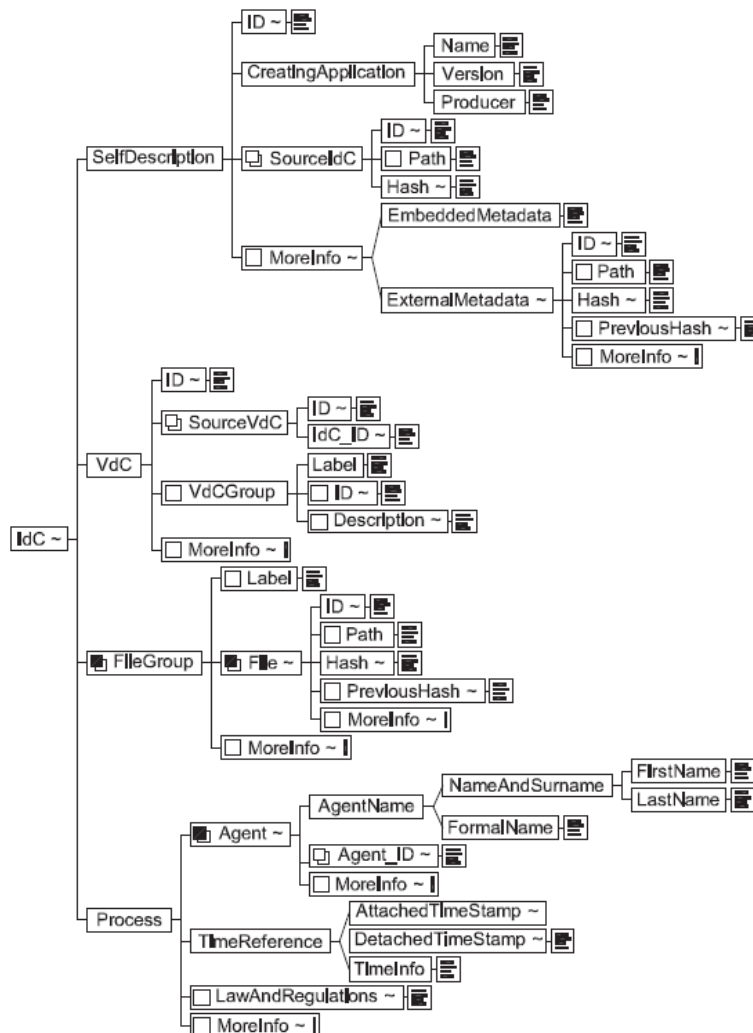 ID ~
CreatingApplication
Name
Version
Producer
SelfDescription
SourceIdC
ID ~
Path
Hash ~
MoreInfo ~
EmbeddedMetadata
ExternalMetadata ~
ID ~
Path
Hash ~
PreviousHash ~
MoreInfo ~
IdC ~
VdC
ID ~
SourceVdC
ID ~
IdC_ID ~
VdCGroup
Label
ID ~
Description ~
MoreInfo ~
FileGroup
Label
File ~
ID ~
Path
Hash ~
PreviousHash ~
MoreInfo ~
MoreInfo ~
Process
Agent ~
AgentName
NameAndSurname
FirstName
LastName
FormalName
Agent_ID ~
MoreInfo ~
TimeReference
AttachedTimeStamp ~
DetachedTimeStamp ~
TimeInfo
LawAndRegulations ~
MoreInfo ~